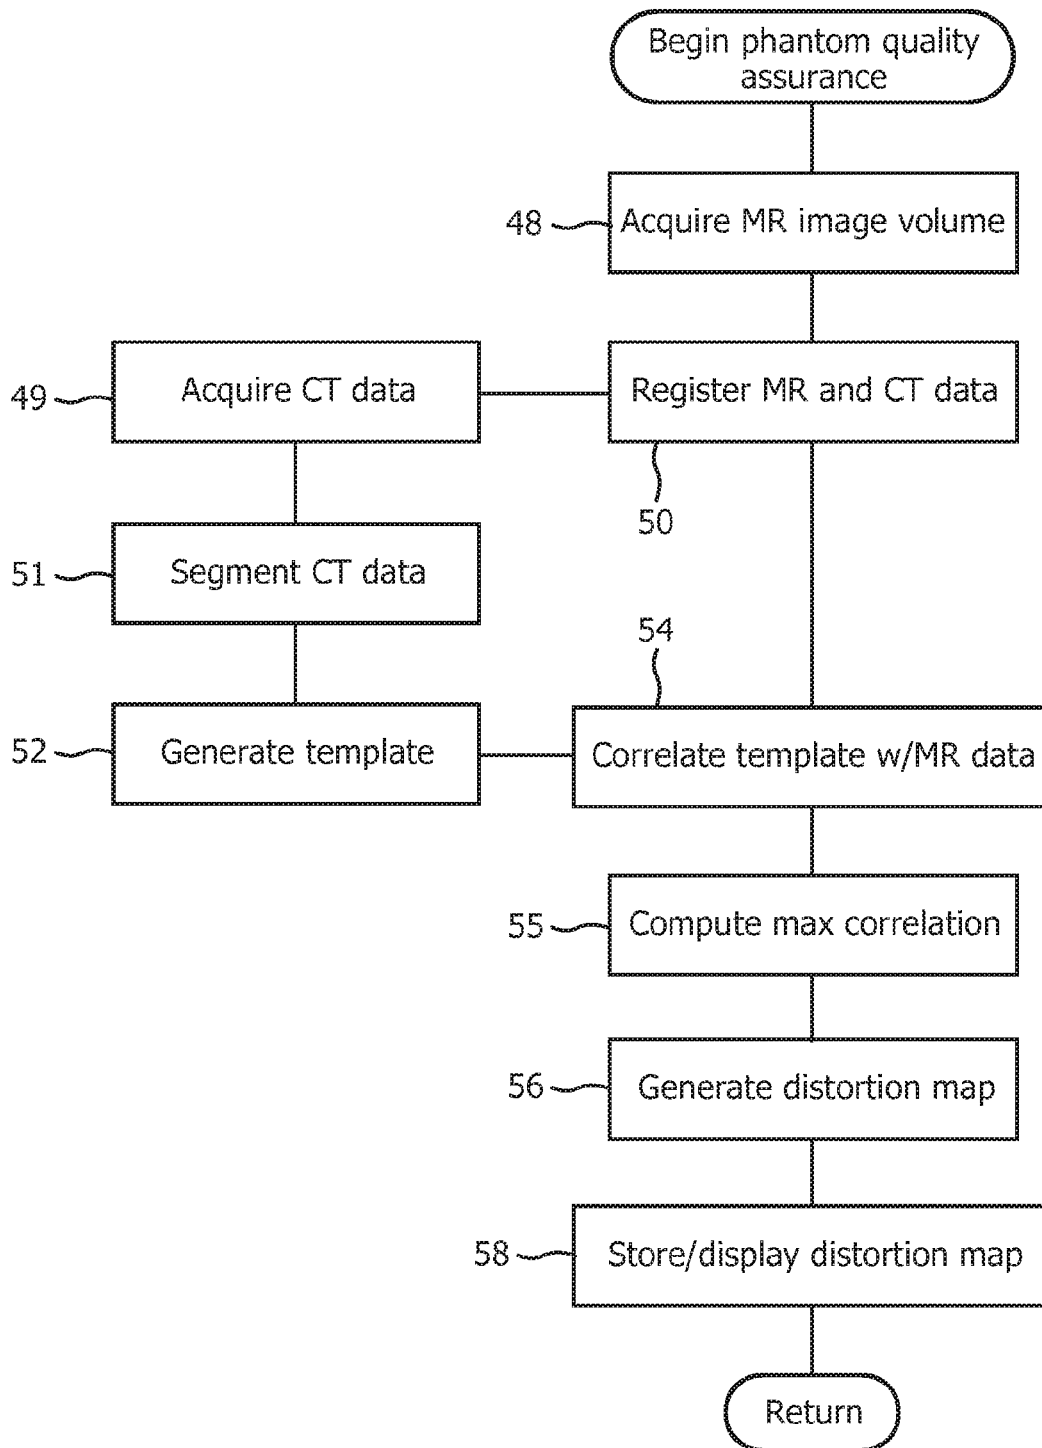 Begin phantom quality
assurance
48
Acquire MR image volume
49
Acquire CT data
Register MR and CT data
50
51
Segment CT data
54
52
Generate template
Correlate template w/MR data
55
Compute max correlation
56
Generate distortion map
58
Store/display distortion map
Return